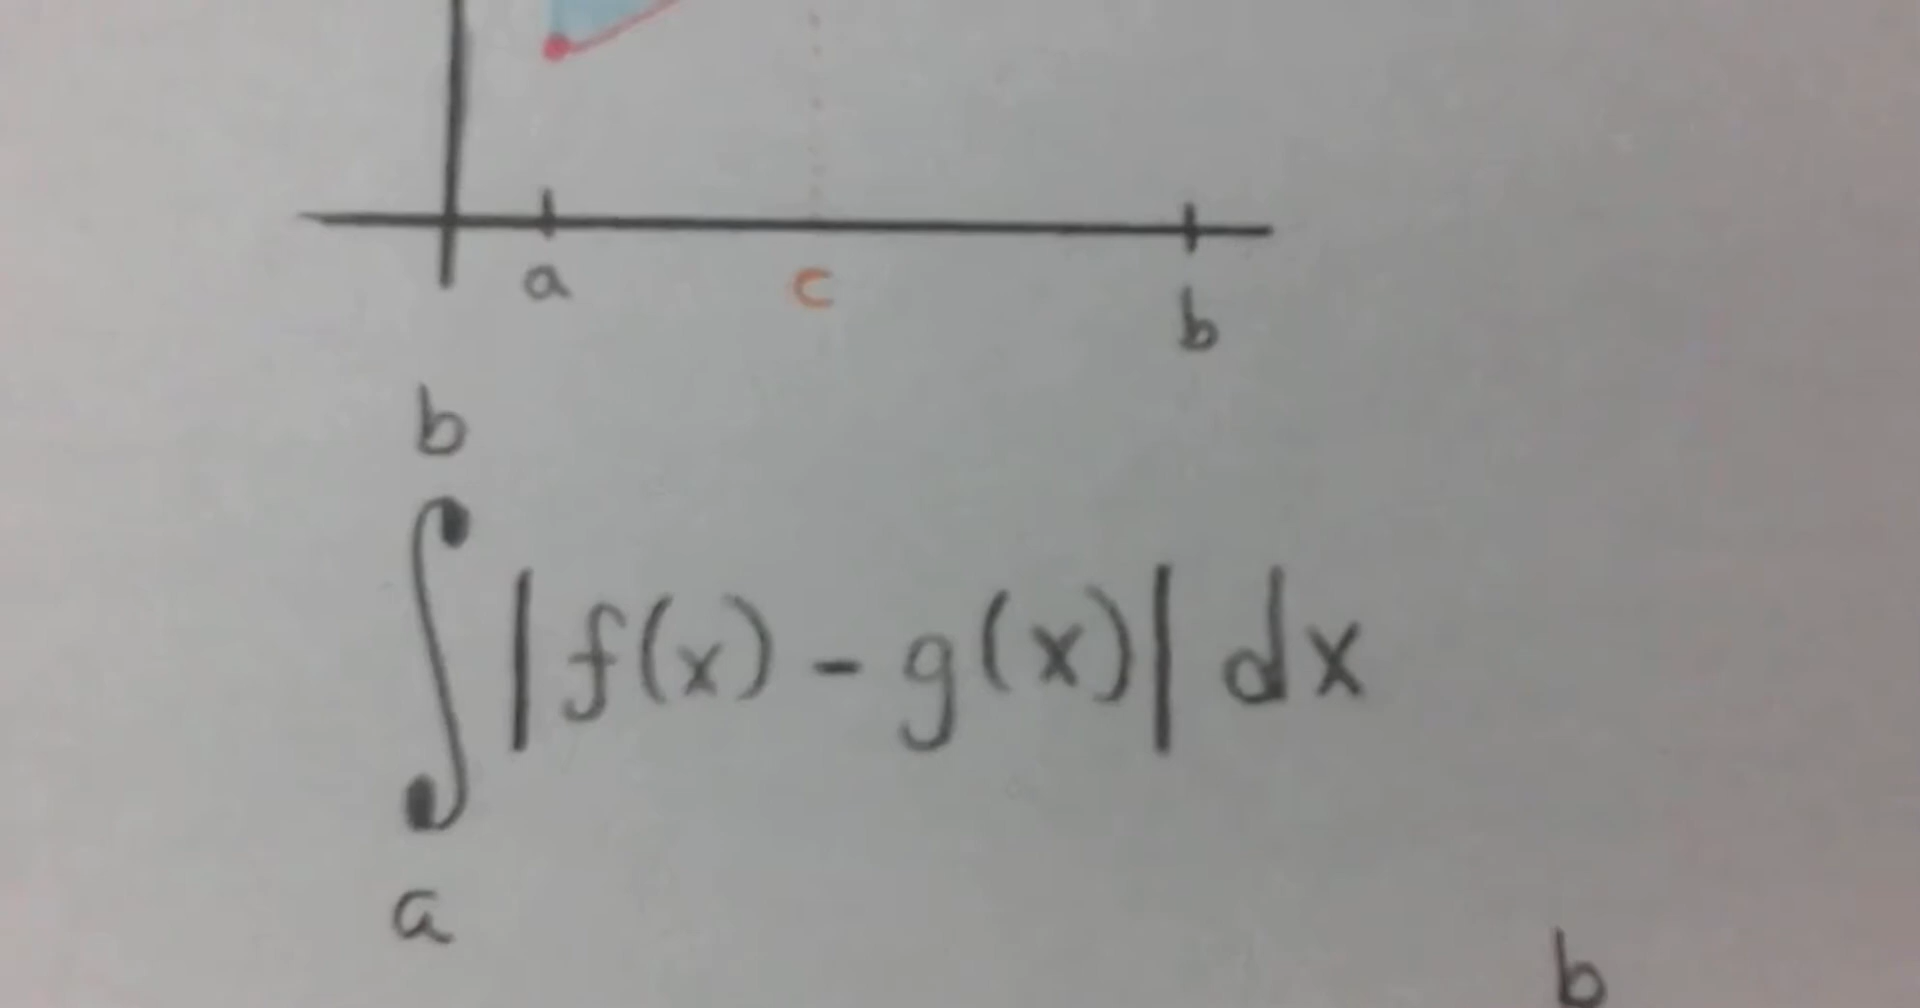 a c b
b
∫ |f(x) - g(x)| dx
a
b